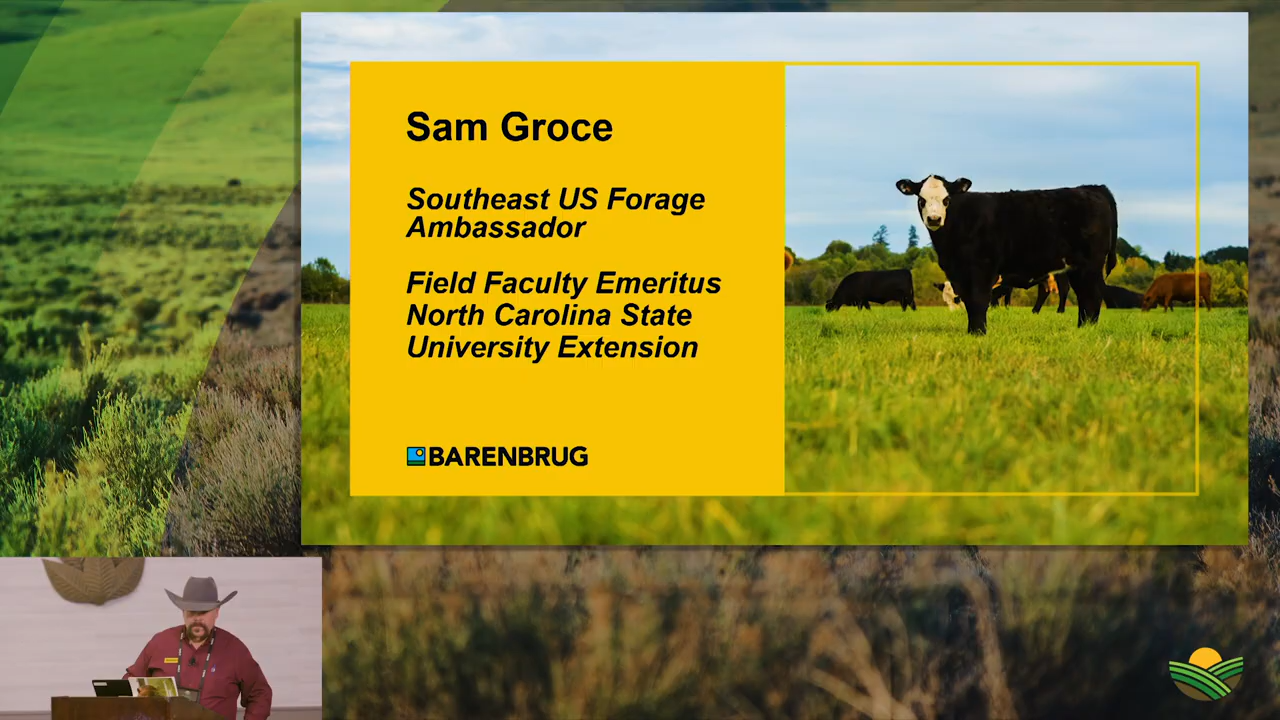 Sam Groce
Southeast US Forage
Ambassador
Field Faculty Emeritus
North Carolina State
University Extension
BARENBRUG